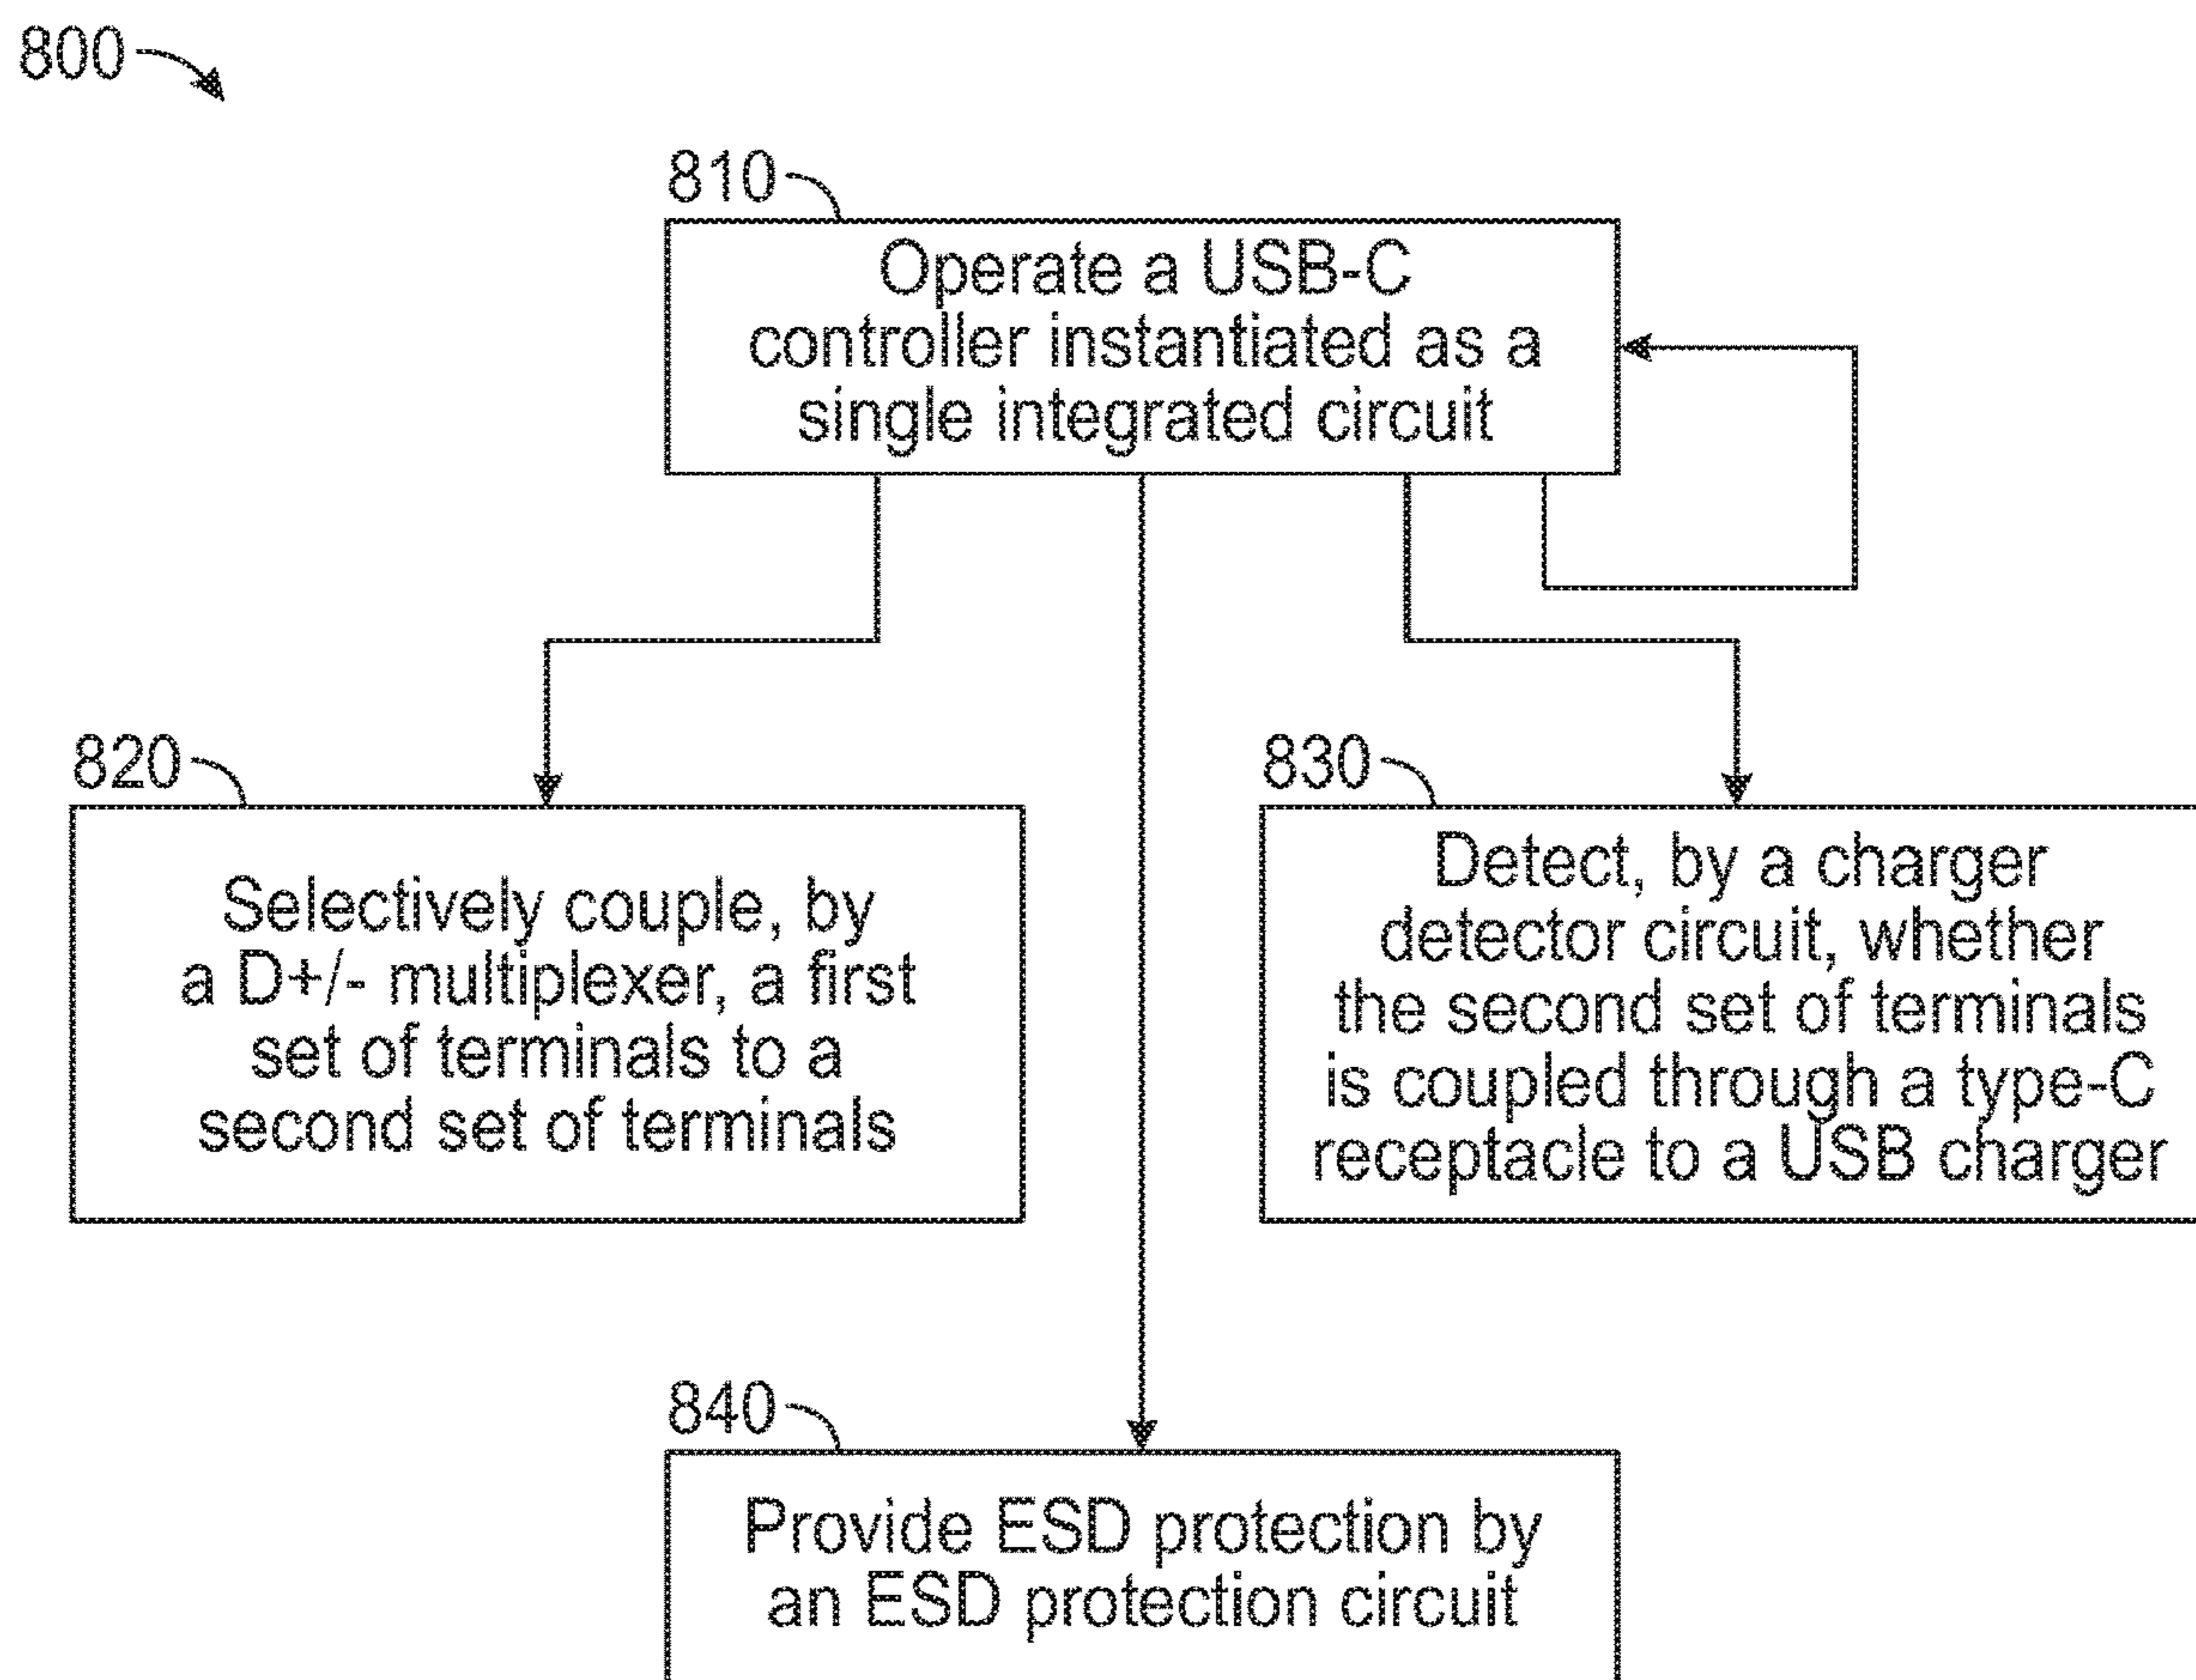 800
810
Operate a USB-C
controller instantiated as a
single integrated circuit
820
Selectively couple, by
a D+/- multiplexer, a first
set of terminals to a
second set of terminals
830
Detect, by a charger
detector circuit, whether
the second set of terminals
is coupled through a type-C
receptacle to a USB charger
840
Provide ESD protection by
an ESD protection circuit